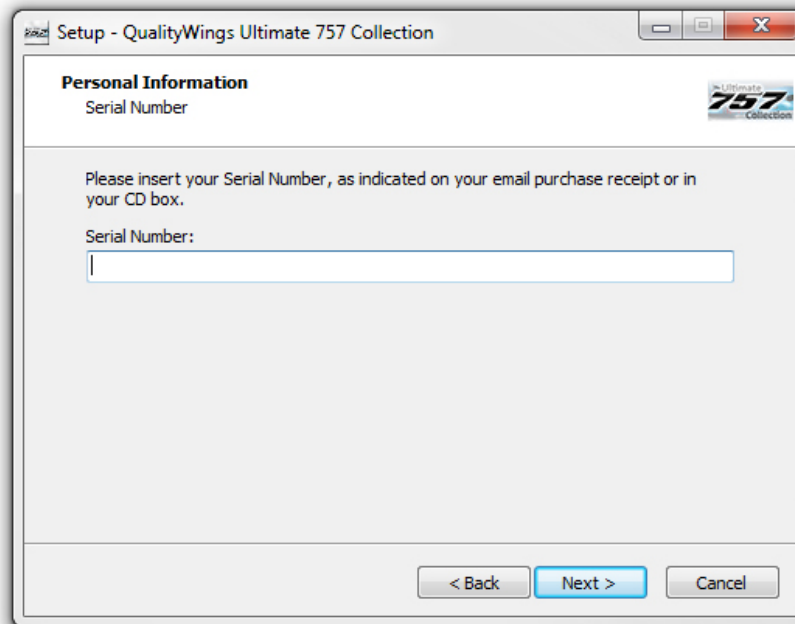 Setup - QualityWings Ultimate 757 Collection
Personal Information
Serial Number
Ultimate
757
Collection
Please insert your Serial Number, as indicated on your email purchase receipt or in
your CD box.
Serial Number:
< Back
Next >
Cancel